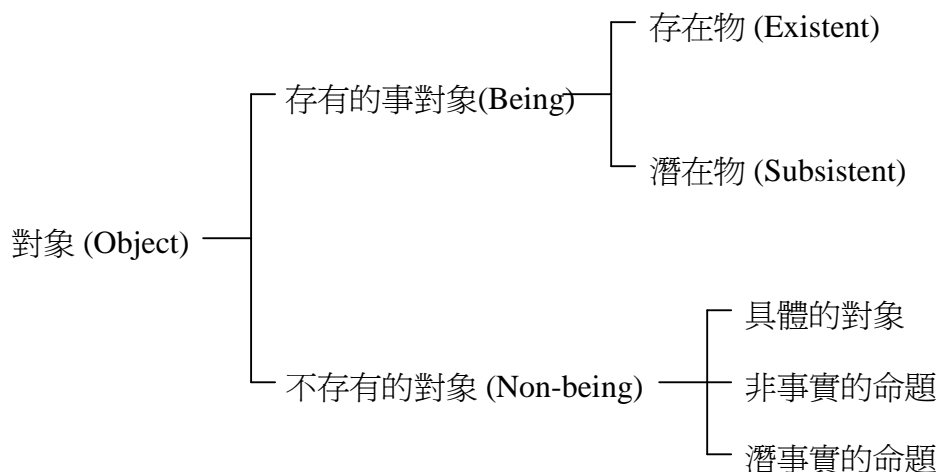 存在物 (Existent)
存有的事對象(Being)
潛在物 (Subsistent)
對象 (Object)
具體的對象
不存有的對象 (Non-being)
非事實的命題
潛事實的命題